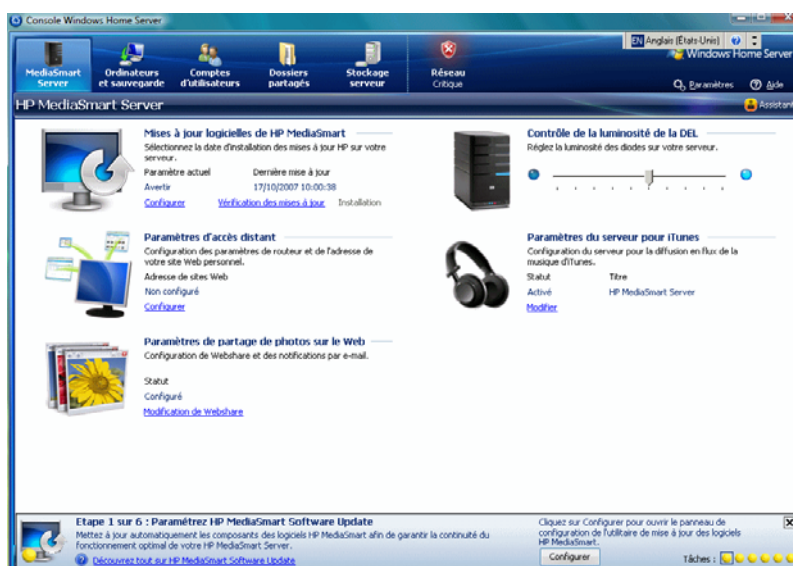 Console Windows Home Server
EN Anglais (États-Unis)
Windows Home Server
MediaSmart Server
Ordinateurs et sauvegarde
Comptes d'utilisateurs
Dossiers partagés
Stockage serveur
Réseau
Critique
Paramètres
Aide
HP MediaSmart Server
Assistant
Mises à jour logicielles de HP MediaSmart
Sélectionnez la date d'installation des mises à jour HP sur votre
serveur.
Paramètre actuel Dernière mise à jour
Avertir 17/10/2007 10:00:38
Configurer Vérification des mises à jour Installation
Contrôle de la luminosité de la DEL
Réglez la luminosité des diodes sur votre serveur.
Paramètres d'accès distant
Configuration des paramètres de routeur et de l'adresse de
votre site Web personnel.
Adresse de sites Web
Non configuré
Configurer
Paramètres du serveur pour iTunes
Configuration du serveur pour la diffusion en flux de la
musique d'iTunes.
Statut Titre
Activé HP MediaSmart Server
Modifier
Paramètres de partage de photos sur le Web
Configuration de Webshare et des notifications par e-mail.
Statut
Configuré
Modification de Webshare
Etape 1 sur 6 : Paramétrez HP MediaSmart Software Update
Mettez à jour automatiquement les composants des logiciels HP MediaSmart afin de garantir la continuité du
fonctionnement optimal de votre HP MediaSmart Server.
Découvrez tout sur HP MediaSmart Software Update
Cliquez sur Configurer pour ouvrir le panneau de
configuration de l'utilitaire de mise à jour des logiciels
HP MediaSmart.
Configurer
Tâches :